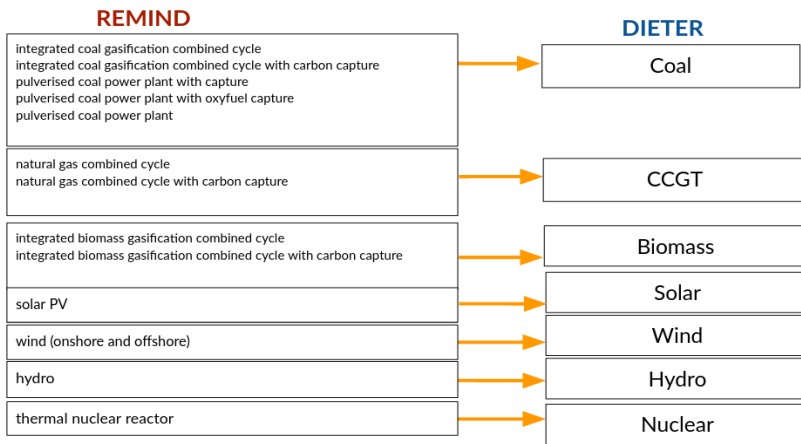 REMIND
DIETER
integrated coal gasification combined cycle
integrated coal gasification combined cycle with carbon capture
pulverised coal power plant with capture
pulverised coal power plant with oxyfuel capture
pulverised coal power plant
Coal
natural gas combined cycle
natural gas combined cycle with carbon capture
CCGT
integrated biomass gasification combined cycle
integrated biomass gasification combined cycle with carbon capture
Biomass
solar PV
Solar
wind (onshore and offshore)
Wind
hydro
Hydro
thermal nuclear reactor
Nuclear